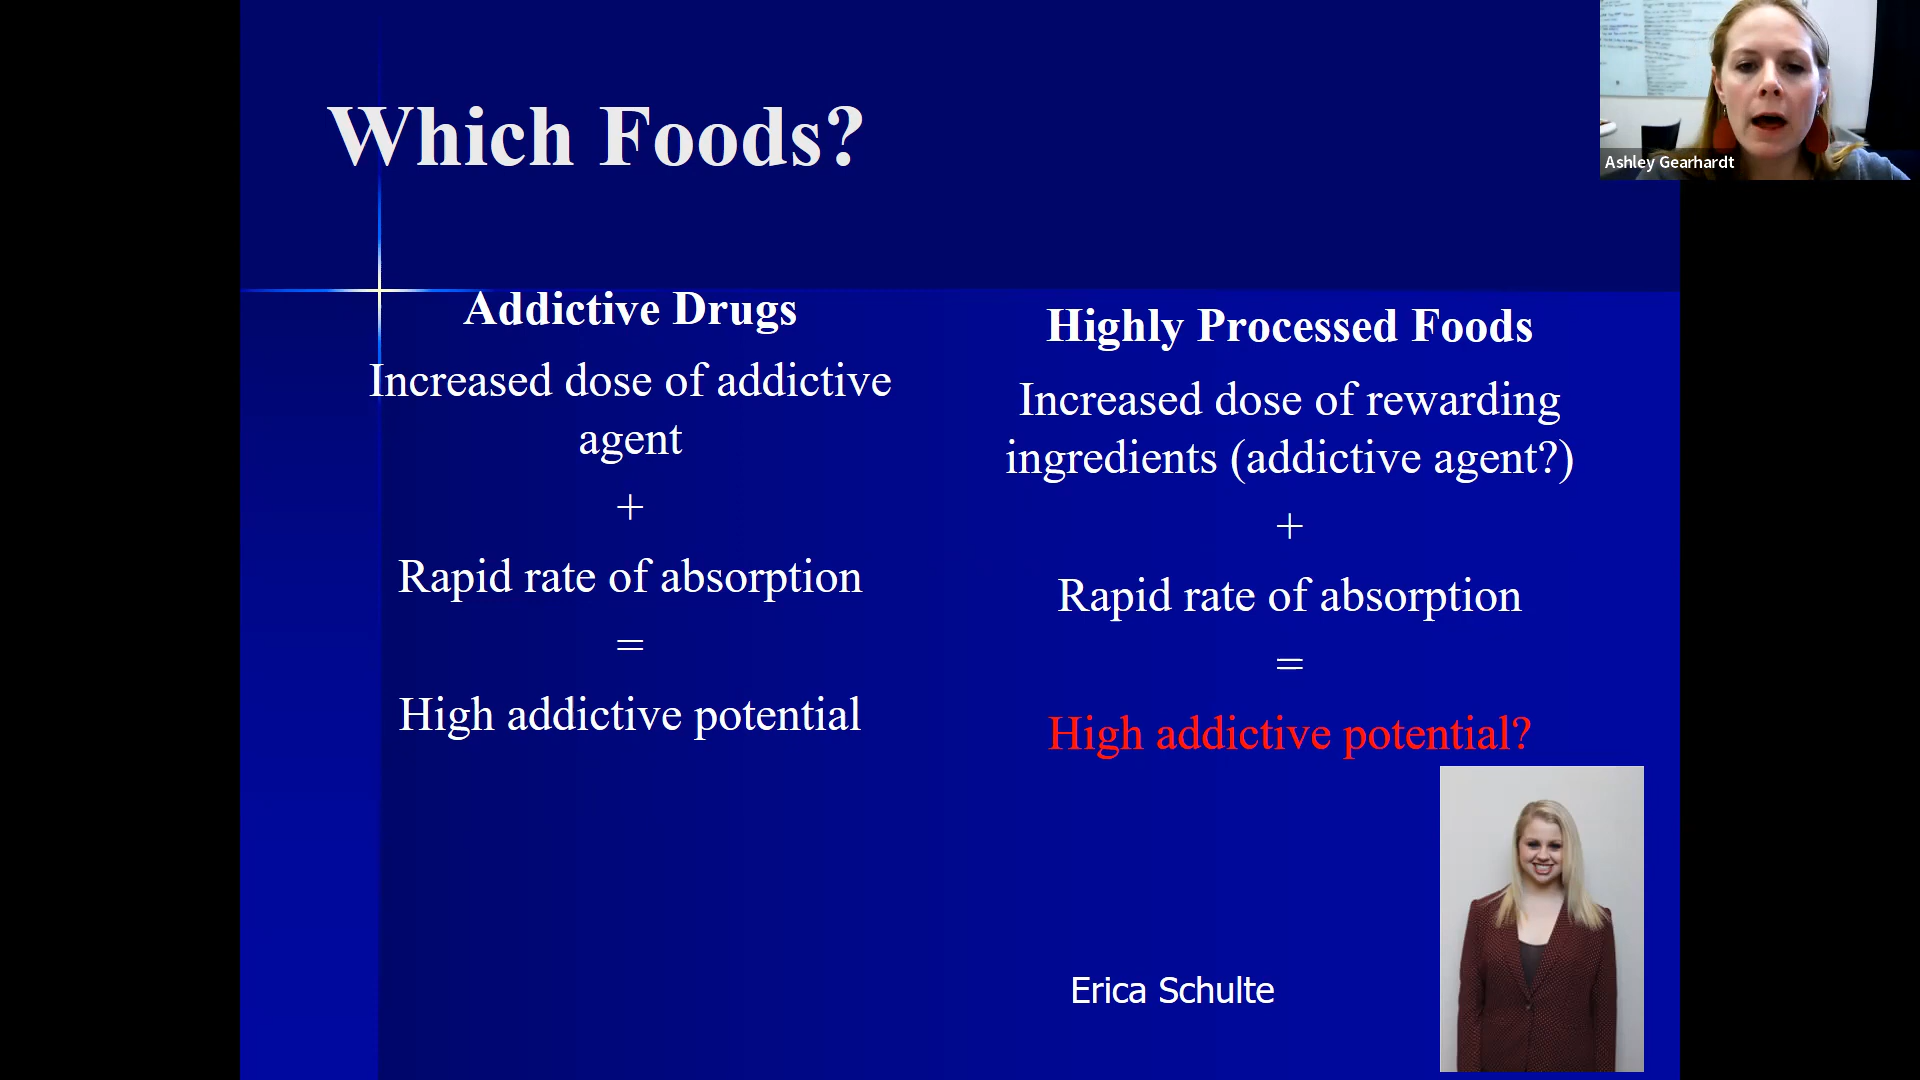 Which Foods?
Addictive Drugs
Increased dose of addictive
agent
+
Rapid rate of absorption
=
High addictive potential
Highly Processed Foods
Increased dose of rewarding
ingredients (addictive agent?)
+
Rapid rate of absorption
=
High addictive potential?
Erica Schulte
Ashley Gearhardt